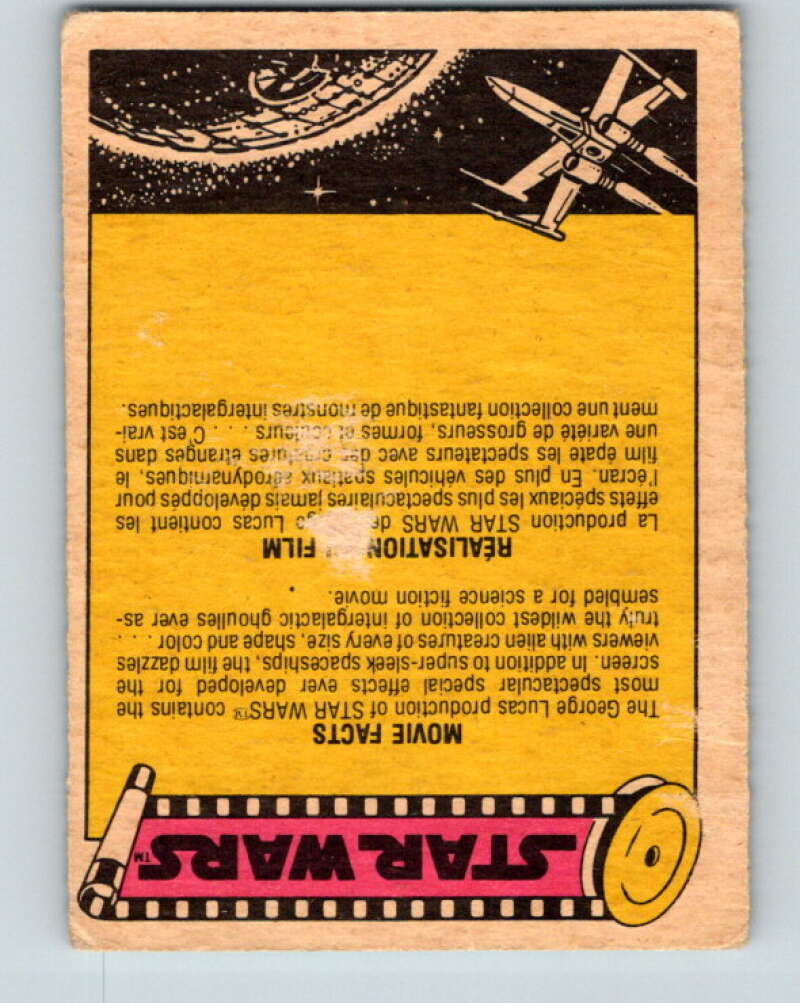 STAR WARS™
MOVIE FACTS
The George Lucas production of STAR WARS™ contains the
most spectacular special effects ever developed for the
screen. In addition to super-sleek spaceships, the film dazzles
viewers with alien creatures of every size, shape and color . . . .
truly the wildest collection of intergalactic ghoulies ever as-
sembled for a science fiction movie.
RÉALISATION FILM
La production STAR WARS de Lucas contient les
effets spéciaux les plus spectaculaires jamais développés pour
l'écran. En plus des véhicules spatiaux aérodynamiques, le
film épate les spectateurs avec des créatures étranges dans
une variété de grosseurs, formes et couleurs . . . . C'est vrai-
ment une collection fantastique de monstres intergalactiques.